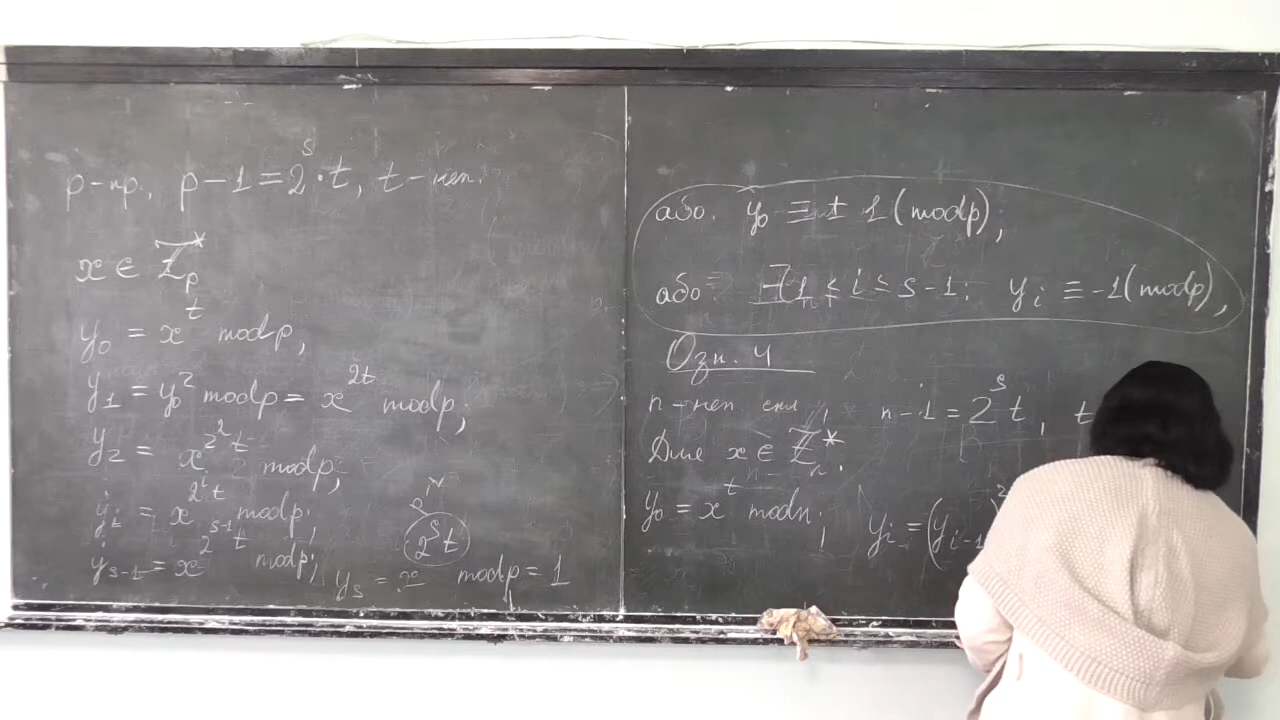 p-пр., p-1=2^s·t, t-неп.
x ∈ Z_p^*
y_0 = x^t mod p,
y_1 = y_0^2 mod p = x^{2t} mod p;
y_2 = x^{2^2 t} mod p;
y_i = x^{2^i t} mod p;
y_{s-1} = x^{2^{s-1} t} mod p;
y_s = x^{2^s t} mod p = 1
або. y_0 ≡ ± 1 (mod p);
або: ∃ 1 ≤ i ≤ s-1: y_i ≡ -1 (mod p),
Озн. 4
n-неп n-1 = 2^s t, t
Для x ∈ Z_n^*.
y_0 = x^t mod n; y_i = (y_{i-1})^2